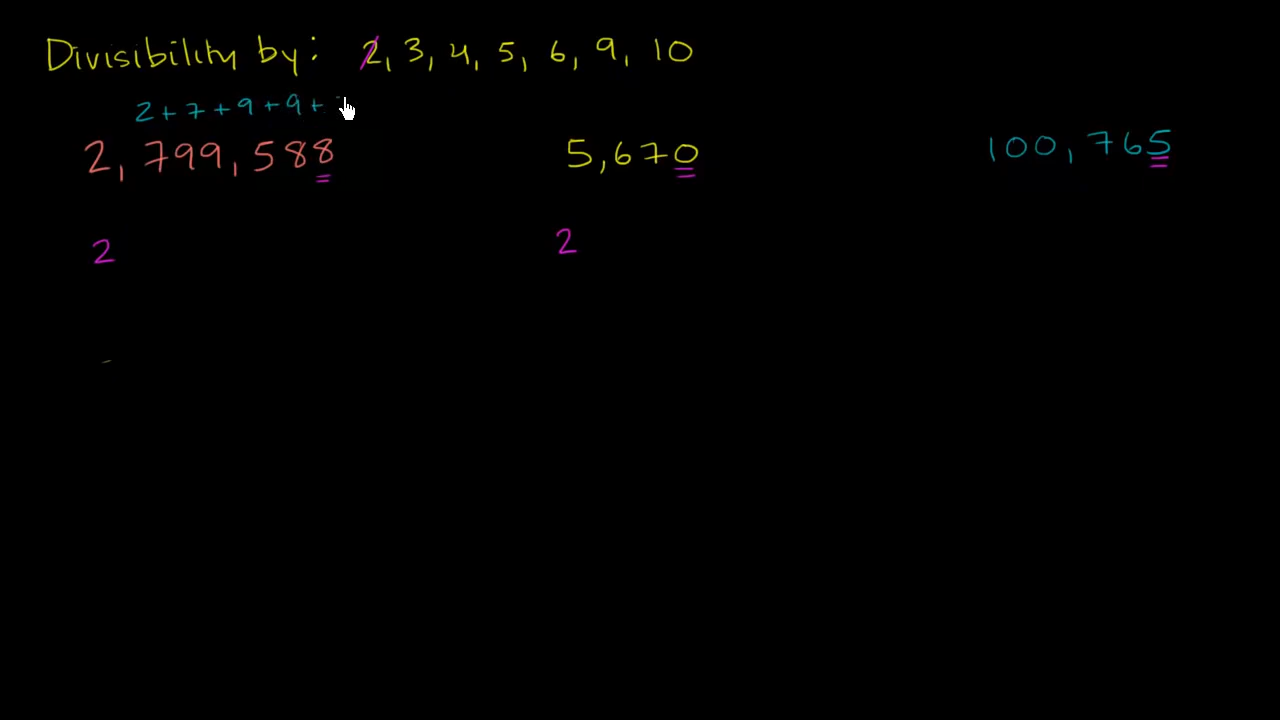 Divisibility by: 2, 3, 4, 5, 6, 9, 10
2+7+9+9+
2,799,588 5,670 100,765
2 2